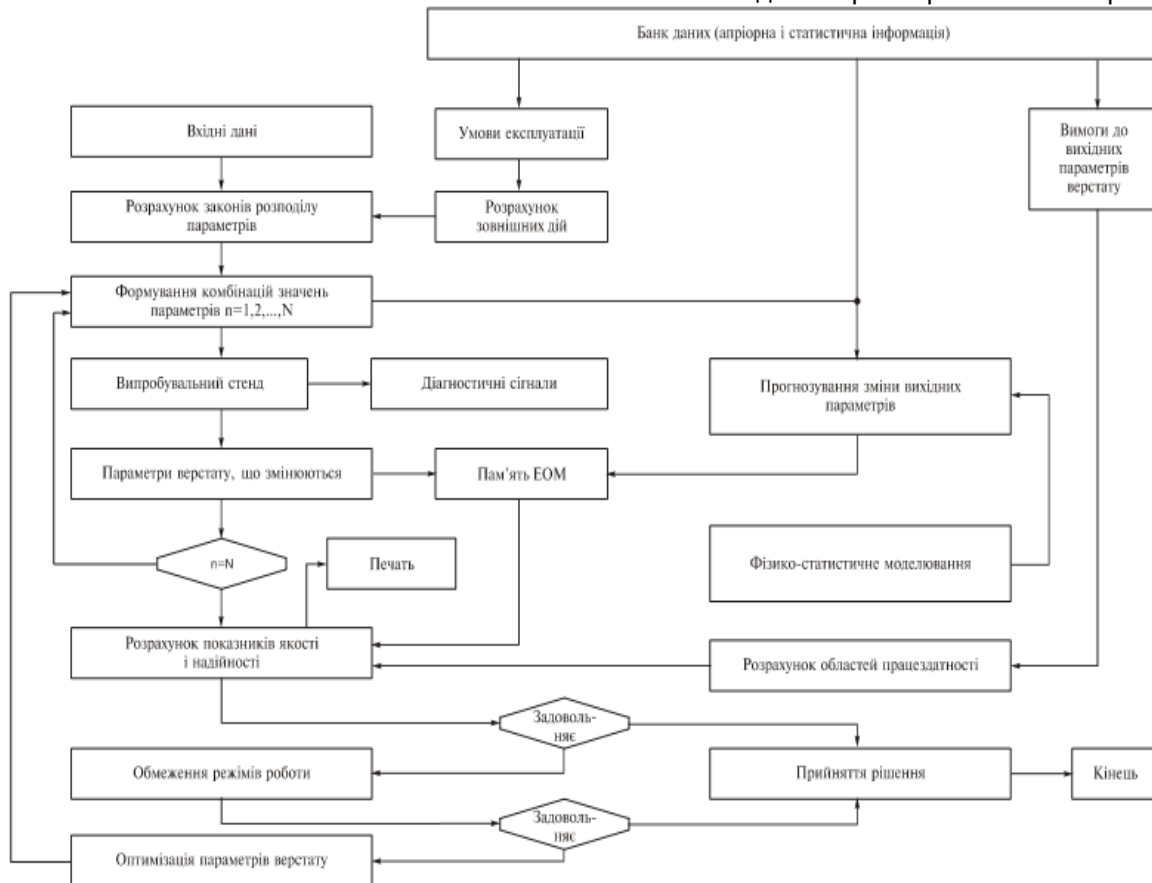 Банк даних (апріорна і статистична інформація)
Вхідні дані
Умови експлуатації
Вимоги до
вихідних
параметрів
верстату
Розрахунок законів розподілу
параметрів
Розрахунок
зовнішних дій
Формування комбінацій значень
параметрів n=1,2,...,N
Випробувальний стенд
Діагностичні сігнали
Прогнозування зміни вихідних
параметрів
Параметри верстату, що змінюються
Пам’ять ЕОМ
n=N
Печать
Фізико-статистичне моделювання
Розрахунок показників якості
і надійності
Розрахунок областей працездатності
Задоволь-
няє
Обмеження режімів роботи
Прийняття рішення
Кінець
Задоволь-
няє
Оптимізація параметрів верстату